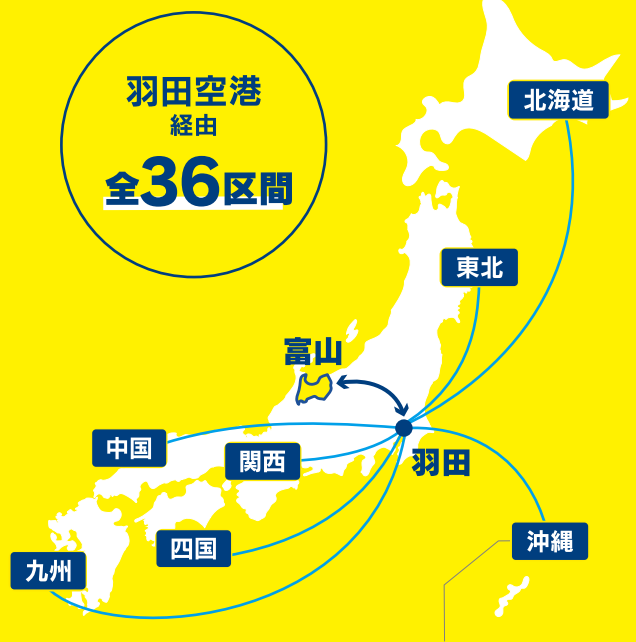 羽田空港
経由
全36区間
北海道
東北
富山
中国
関西
羽田
四国
沖縄
九州